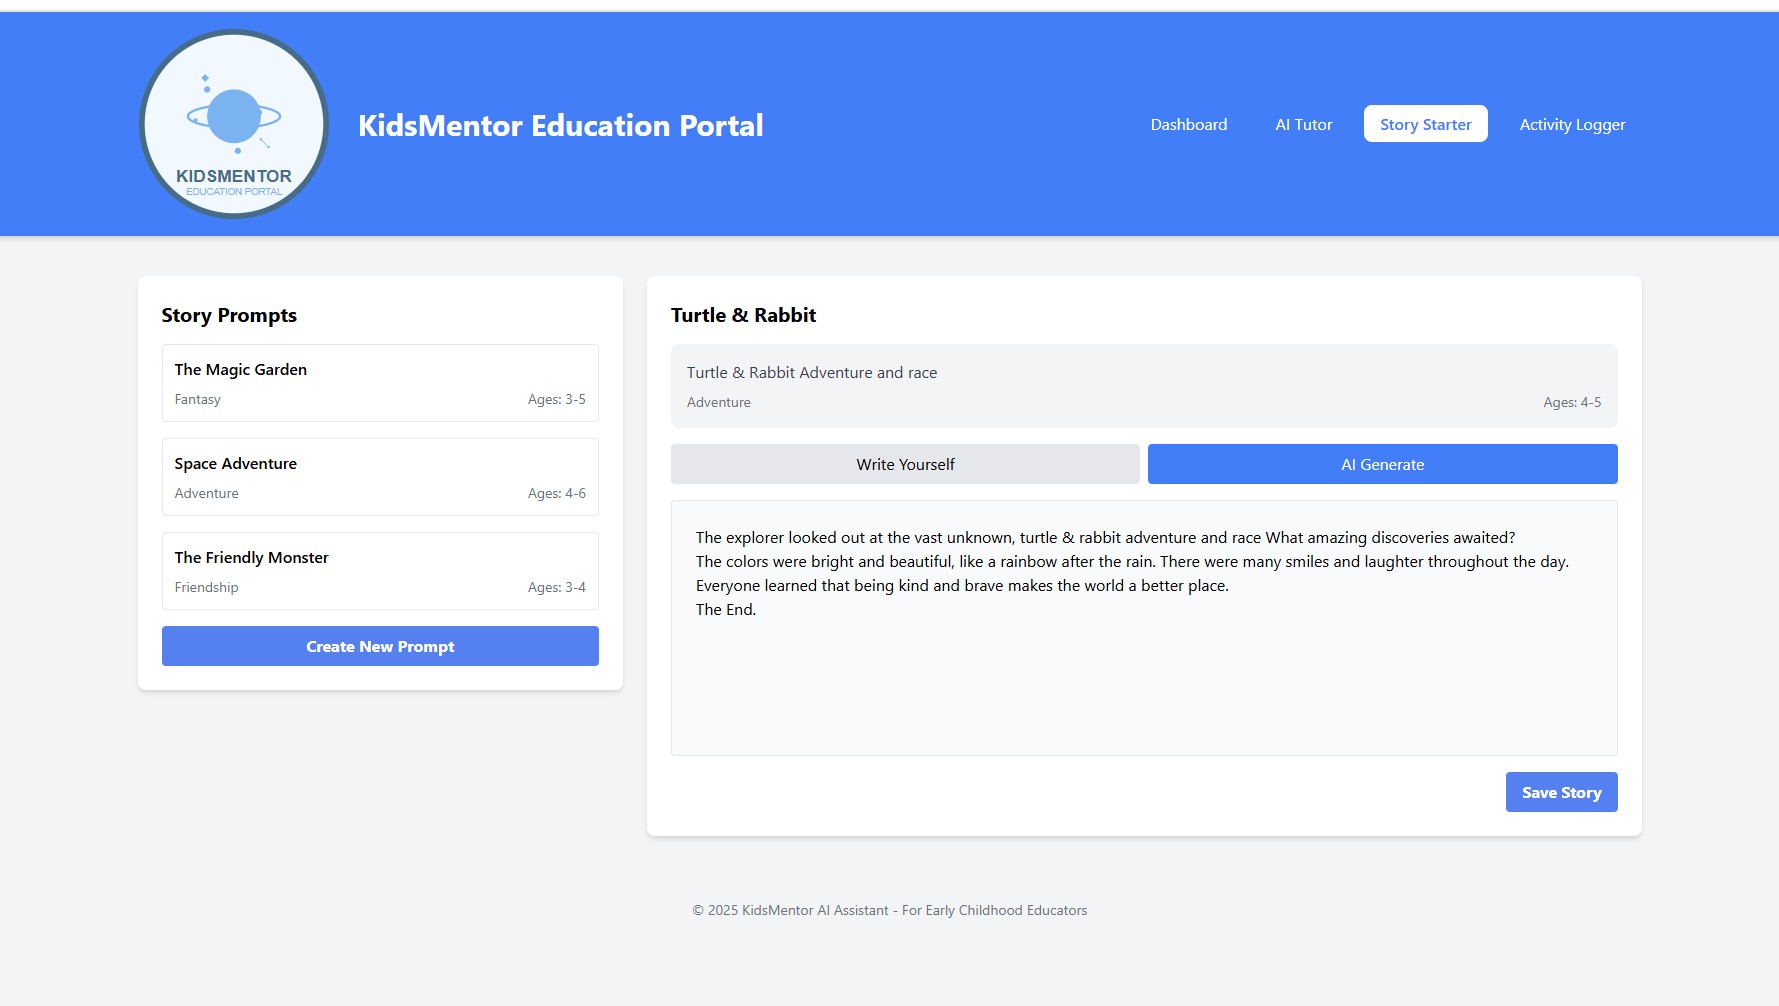 KIDSMENTOR
EDUCATION PORTAL
KidsMentor Education Portal
Dashboard
AI Tutor
Story Starter
Activity Logger
Story Prompts
The Magic Garden
Fantasy
Ages: 3-5
Space Adventure
Adventure
Ages: 4-6
The Friendly Monster
Friendship
Ages: 3-4
Create New Prompt
Turtle & Rabbit
Turtle & Rabbit Adventure and race
Adventure
Ages: 4-5
Write Yourself
AI Generate
The explorer looked out at the vast unknown, turtle & rabbit adventure and race What amazing discoveries awaited?
The colors were bright and beautiful, like a rainbow after the rain. There were many smiles and laughter throughout the day.
Everyone learned that being kind and brave makes the world a better place.
The End.
Save Story
© 2025 KidsMentor AI Assistant - For Early Childhood Educators